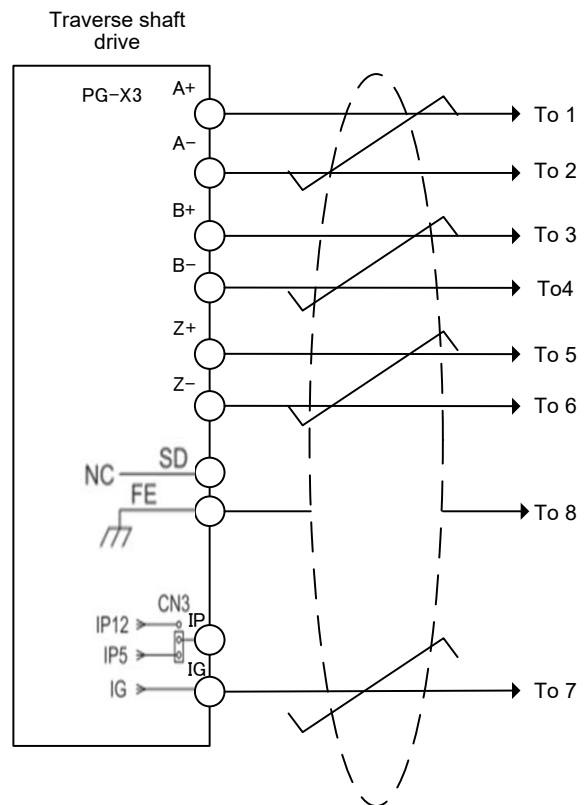 Traverse shaft
drive
PG-X3
A+
To 1
A-
To 2
B+
To 3
B-
To4
Z+
To 5
Z-
To 6
SD
NC
FE
To 8
CN3
IP12
IP
IP5
IG
IG
To 7